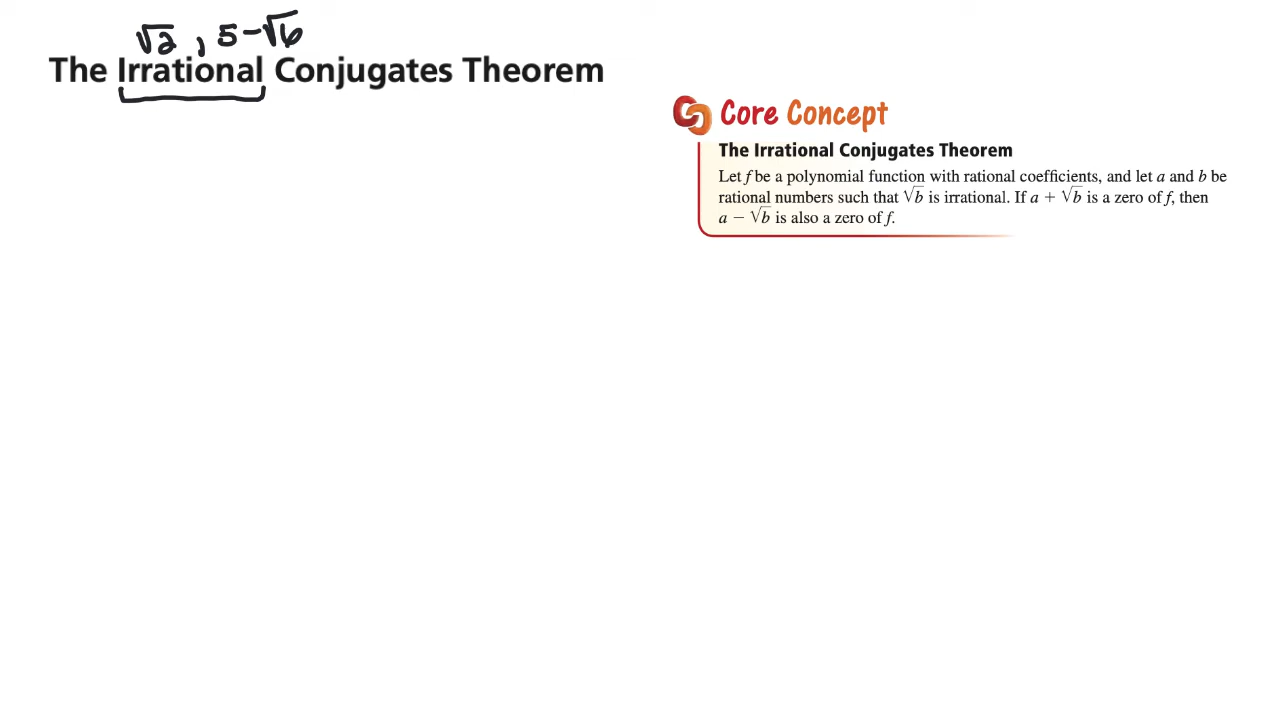 √2 , 5-√6
The Irrational Conjugates Theorem
Core Concept
The Irrational Conjugates Theorem
Let f be a polynomial function with rational coefficients, and let a and b be
rational numbers such that √b is irrational. If a + √b is a zero of f, then
a − √b is also a zero of f.